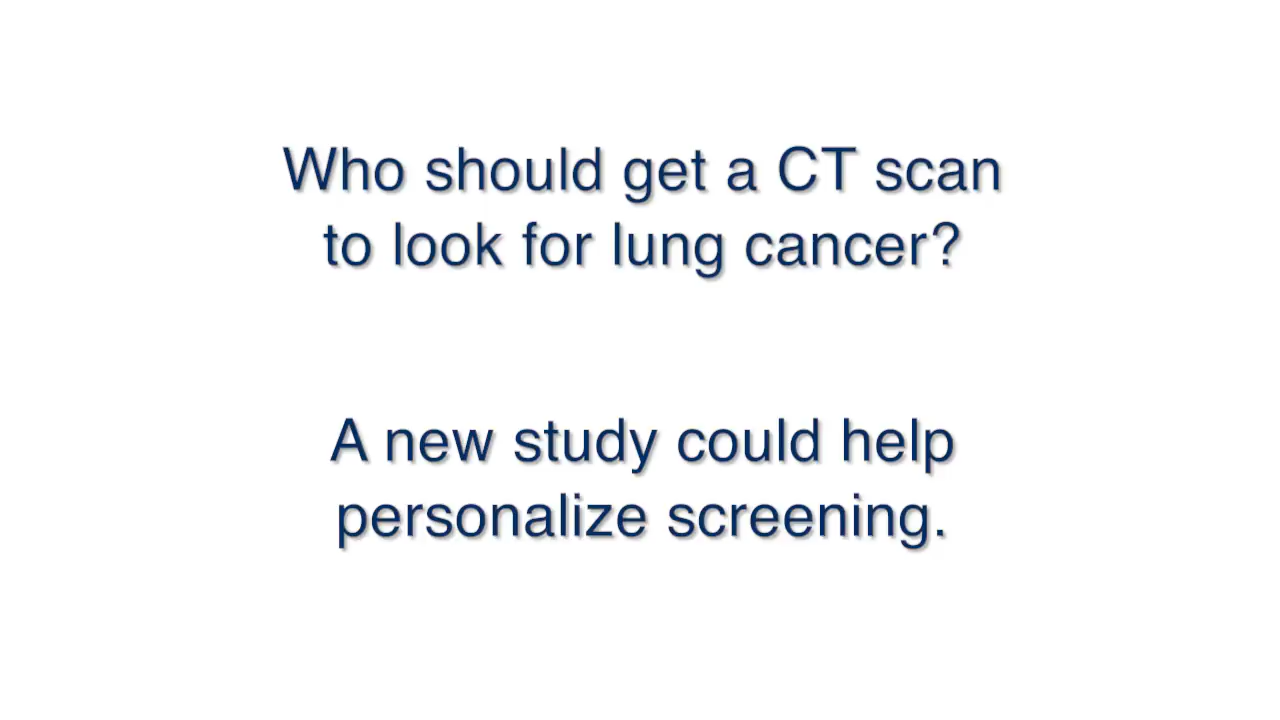 Who should get a CT scan
to look for lung cancer?
A new study could help
personalize screening.